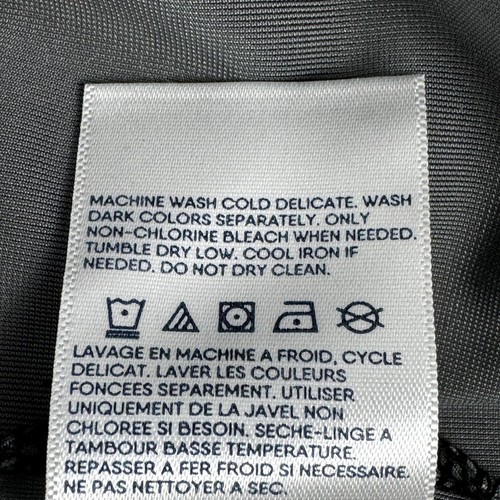 MACHINE WASH COLD DELICATE. WASH
DARK COLORS SEPARATELY. ONLY
NON-CHLORINE BLEACH WHEN NEEDED.
TUMBLE DRY LOW. COOL IRON IF
NEEDED. DO NOT DRY CLEAN.
LAVAGE EN MACHINE A FROID, CYCLE
DELICAT. LAVER LES COULEURS
FONCEES SEPAREMENT. UTILISER
UNIQUEMENT DE LA JAVEL NON
CHLOREE SI BESOIN. SECHE-LINGE A
TAMBOUR BASSE TEMPERATURE.
REPASSER A FER FROID SI NECESSAIRE.
NE PAS NETTOYER A SEC.